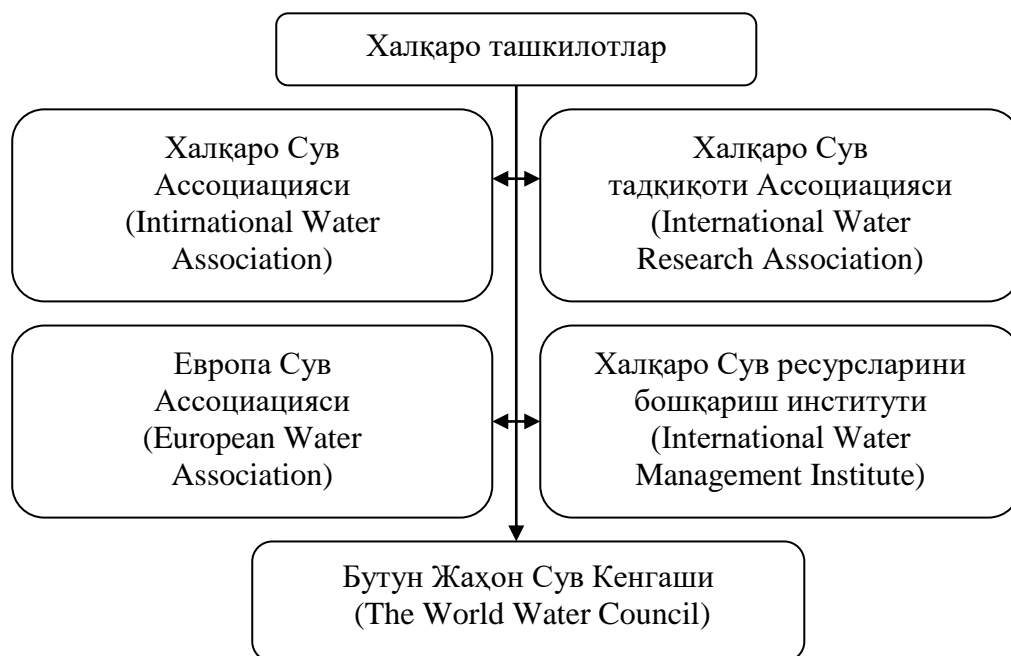 Халқаро ташкилотлар
Халқаро Сув
Ассоциацияси
(Intirnational Water
Association)
Халқаро Сув
тадқиқоти Ассоциацияси
(International Water
Research Association)
Европа Сув
Ассоциацияси
(European Water
Association)
Халқаро Сув ресурсларини
бошқариш институти
(International Water
Management Institute)
Бутун Жаҳон Сув Кенгаши
(The World Water Council)